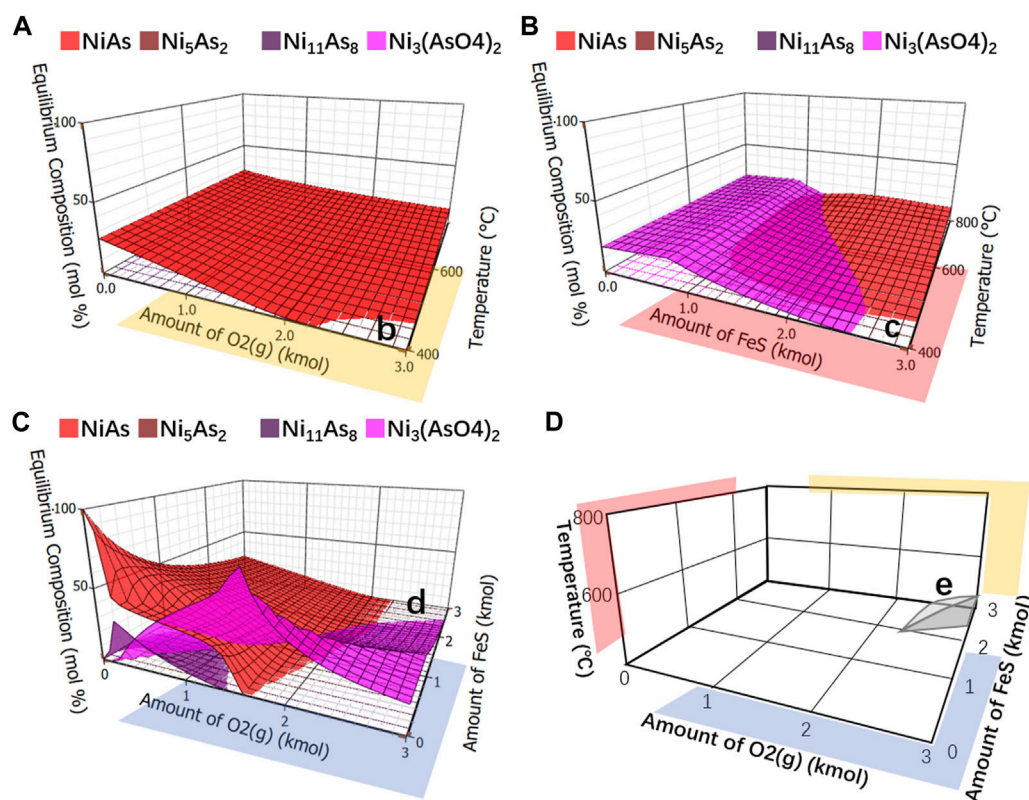 A
NiAs Ni5As2 Ni11As8 Ni3(AsO4)2
Equilibrium Composition (mol %)
100
50
0.0
1.0
2.0
3.0
Amount of O2(g) (kmol)
400
600
Temperature (°C)
b
B
NiAs Ni5As2 Ni11As8 Ni3(AsO4)2
Equilibrium Composition (mol %)
100
50
0.0
1.0
2.0
3.0
Amount of FeS (kmol)
400
600
800
Temperature (°C)
c
C
NiAs Ni5As2 Ni11As8 Ni3(AsO4)2
Equilibrium Composition (mol %)
100
50
0
1
2
3
Amount of O2(g) (kmol)
0
1
2
3
Amount of FeS (kmol)
d
D
Temperature (°C)
800
600
0
1
2
3
Amount of O2(g) (kmol)
0
1
2
3
Amount of FeS (kmol)
e